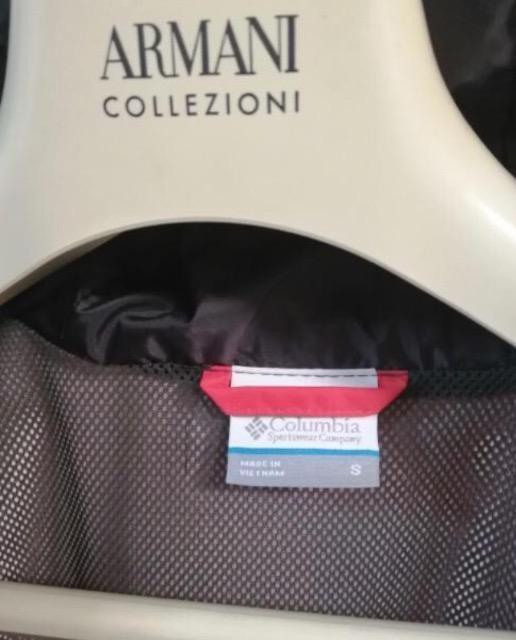 ARMANI
COLLEZIONI
Columbia
Sportswear Company
MADE IN
VIETNAM
S